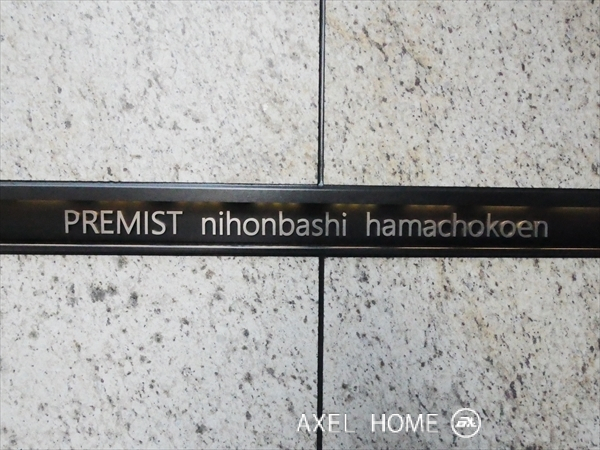 PREMIST nihonbashi hamachokoen
AXEL HOME